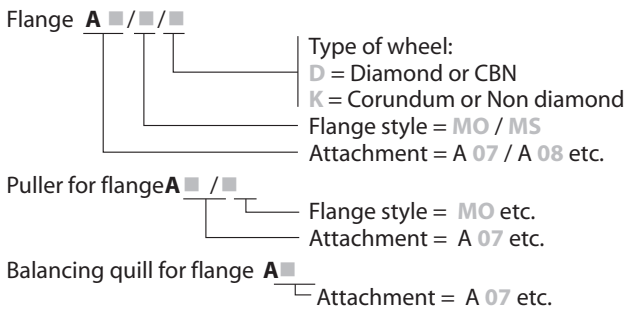 Flange A ■/■/■
Type of wheel:
D = Diamond or CBN
K = Corundum or Non diamond
Flange style = MO / MS
Attachment = A 07 / A 08 etc.
Puller for flangeA ■ /■
Flange style = MO etc.
Attachment = A 07 etc.
Balancing quill for flange A■
Attachment = A 07 etc.